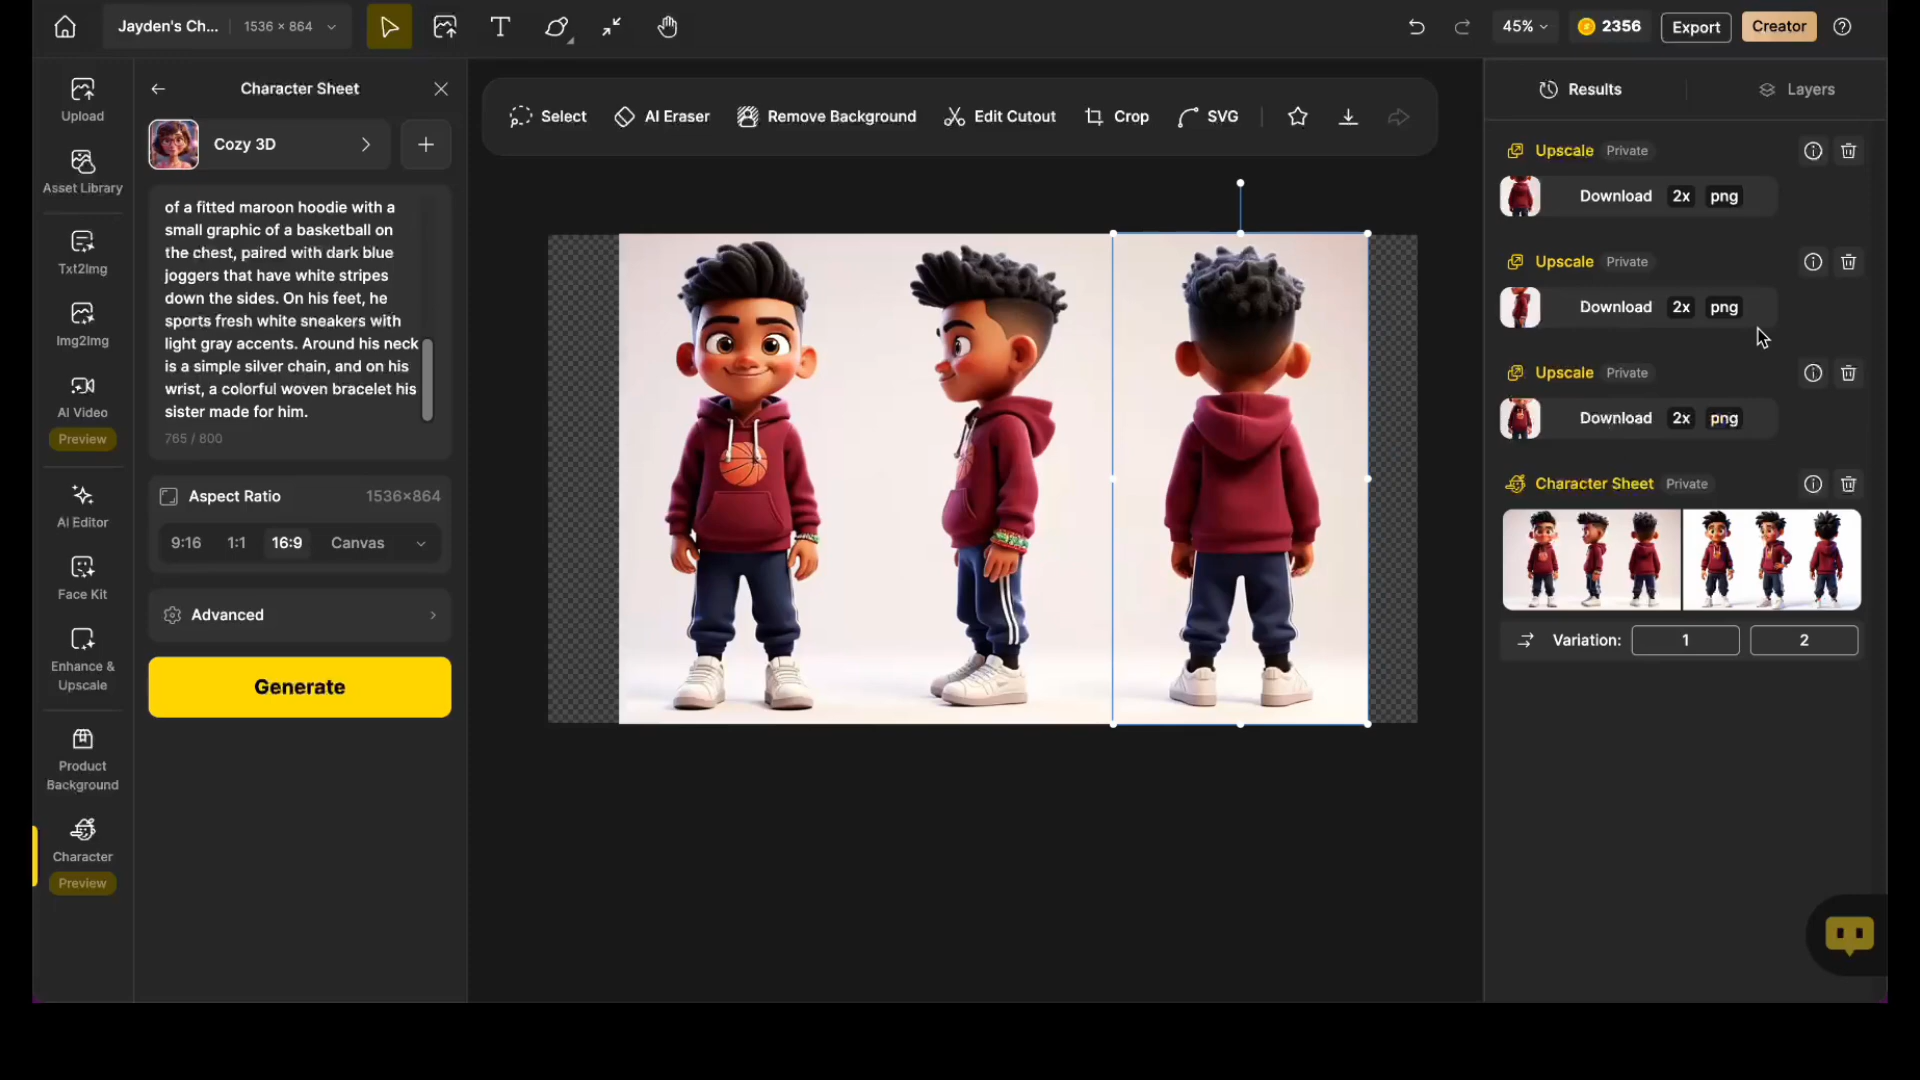 Jayden's Ch...
1536 × 864
45%
2356
Export
Creator
Upload
Asset Library
Txt2Img
Img2Img
AI Video
Preview
AI Editor
Face Kit
Enhance &
Upscale
Product
Background
Character
Preview
Character Sheet
Cozy 3D
of a fitted maroon hoodie with a
small graphic of a basketball on
the chest, paired with dark blue
joggers that have white stripes
down the sides. On his feet, he
sports fresh white sneakers with
light gray accents. Around his neck
is a simple silver chain, and on his
wrist, a colorful woven bracelet his
sister made for him.
765 / 800
Aspect Ratio
1536×864
9:16
1:1
16:9
Canvas
Advanced
Generate
Select
AI Eraser
Remove Background
Edit Cutout
Crop
SVG
Results
Layers
Upscale Private
Download 2x png
Upscale Private
Download 2x png
Upscale Private
Download 2x png
Character Sheet Private
Variation: 1 2